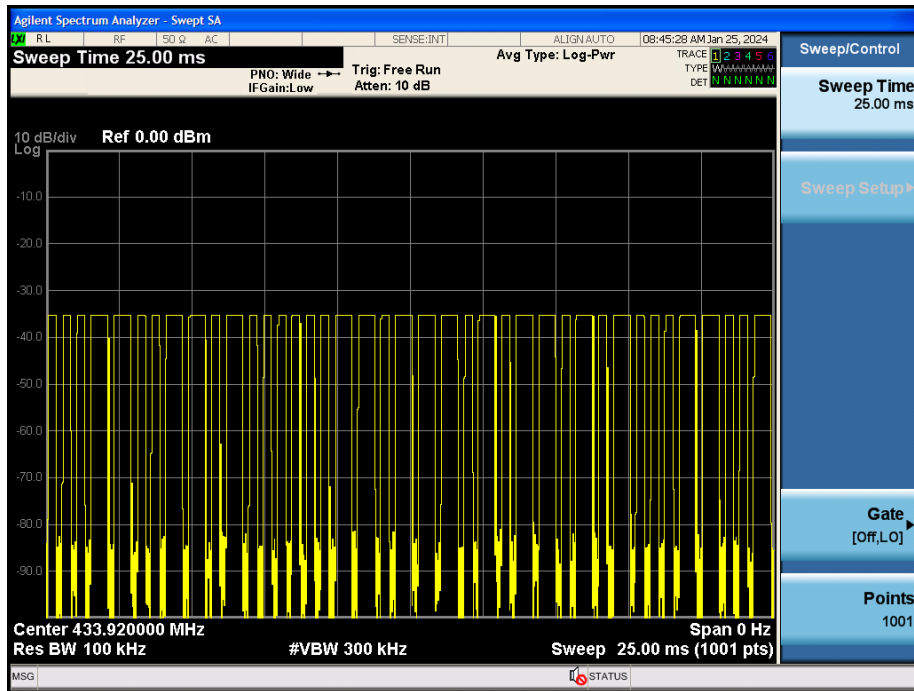 Agilent Spectrum Analyzer - Swept SA
LXI RL RF 50 Ω AC SENSE:INT ALIGN AUTO 08:45:28 AM Jan 25, 2024
Sweep Time 25.00 ms
PNO: Wide
IFGain:Low
Trig: Free Run
Atten: 10 dB
Avg Type: Log-Pwr
TRACE 1 2 3 4 5 6
TYPE WWWWWW
DET N N N N N N
10 dB/div
Log
Ref 0.00 dBm
-10.0
-20.0
-30.0
-40.0
-50.0
-60.0
-70.0
-80.0
-90.0
Center 433.920000 MHz
Span 0 Hz
Res BW 100 kHz
#VBW 300 kHz
Sweep 25.00 ms (1001 pts)
MSG
STATUS
Sweep/Control
Sweep Time
25.00 ms
Sweep Setup
Gate
[Off,LO]
Points
1001